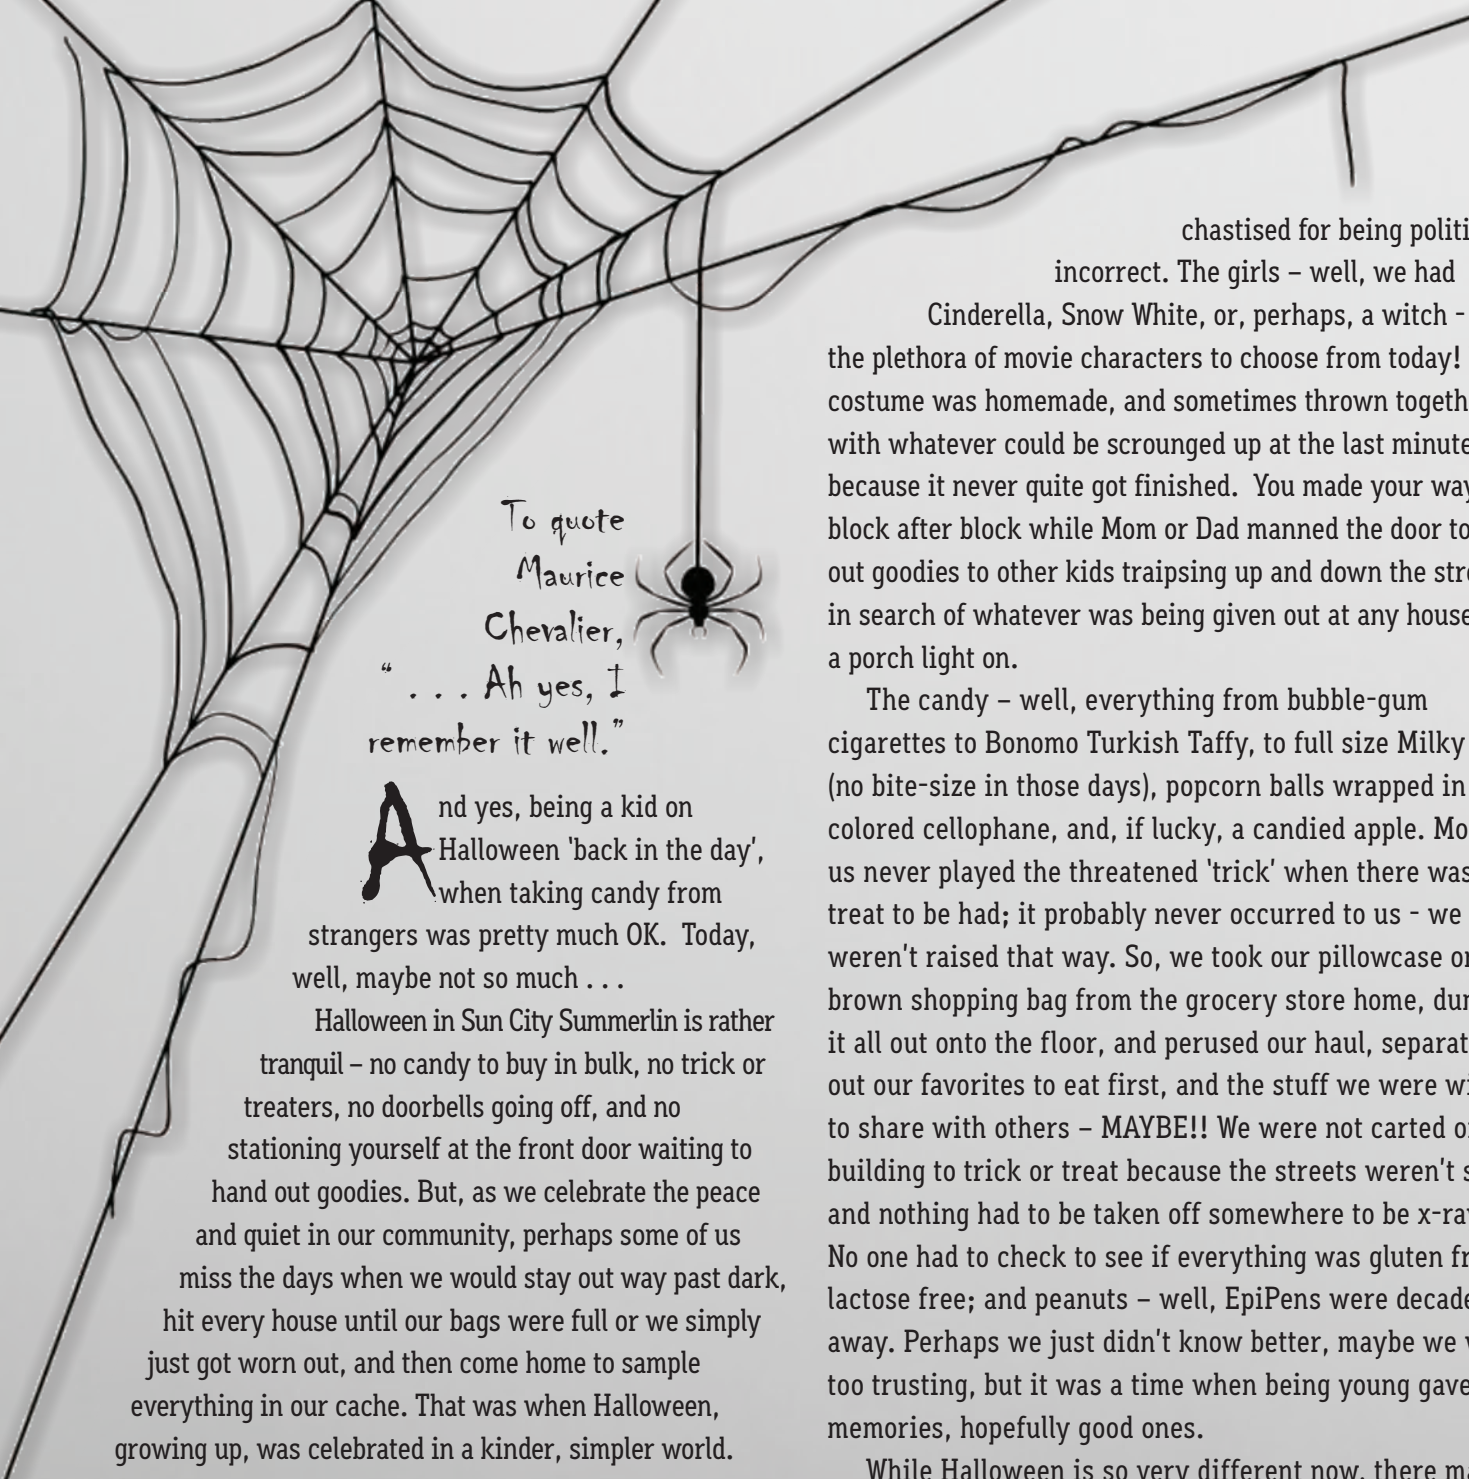 To quote
Maurice
Chevalier,
“ . . . Ah yes, I
remember it well.”
And yes, being a kid on
Halloween 'back in the day',
when taking candy from
strangers was pretty much OK.  Today,
well, maybe not so much . . .
Halloween in Sun City Summerlin is rather
tranquil – no candy to buy in bulk, no trick or
treaters, no doorbells going off, and no
stationing yourself at the front door waiting to
hand out goodies. But, as we celebrate the peace
and quiet in our community, perhaps some of us
miss the days when we would stay out way past dark,
hit every house until our bags were full or we simply
just got worn out, and then come home to sample
everything in our cache. That was when Halloween,
growing up, was celebrated in a kinder, simpler world.
chastised for being politi
incorrect. The girls – well, we had
Cinderella, Snow White, or, perhaps, a witch -
the plethora of movie characters to choose from today!
costume was homemade, and sometimes thrown togeth
with whatever could be scrounged up at the last minute
because it never quite got finished.  You made your way
block after block while Mom or Dad manned the door to
out goodies to other kids traipsing up and down the stre
in search of whatever was being given out at any house
a porch light on.
The candy – well, everything from bubble-gum
cigarettes to Bonomo Turkish Taffy, to full size Milky
(no bite-size in those days), popcorn balls wrapped in
colored cellophane, and, if lucky, a candied apple. Mo
us never played the threatened 'trick' when there was
treat to be had; it probably never occurred to us - we
weren't raised that way. So, we took our pillowcase or
brown shopping bag from the grocery store home, dum
it all out onto the floor, and perused our haul, separat
out our favorites to eat first, and the stuff we were wi
to share with others – MAYBE!! We were not carted o
building to trick or treat because the streets weren't s
and nothing had to be taken off somewhere to be x-ray
No one had to check to see if everything was gluten fr
lactose free; and peanuts – well, EpiPens were decade
away. Perhaps we just didn't know better, maybe we w
too trusting, but it was a time when being young gave
memories, hopefully good ones.
While Halloween is so very different now, there ma